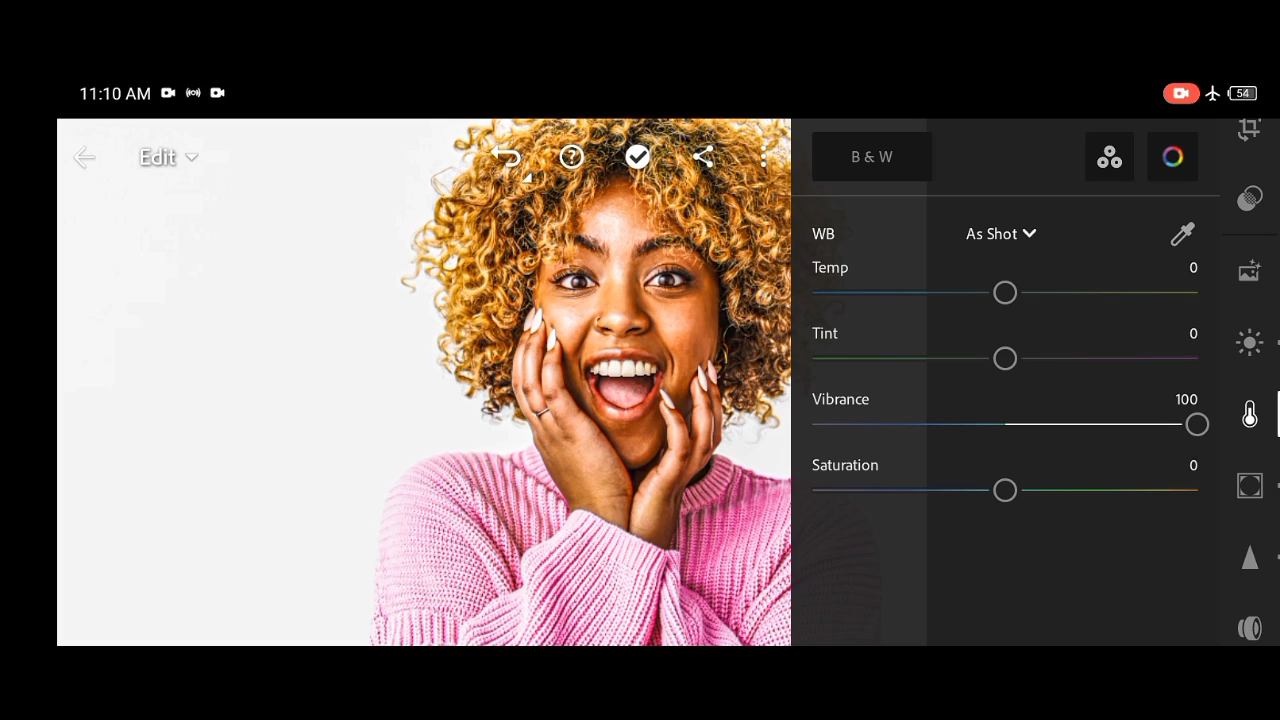 11:10 AM
54
Edit
?
B & W
WB As Shot
Temp 0
Tint 0
Vibrance 100
Saturation 0